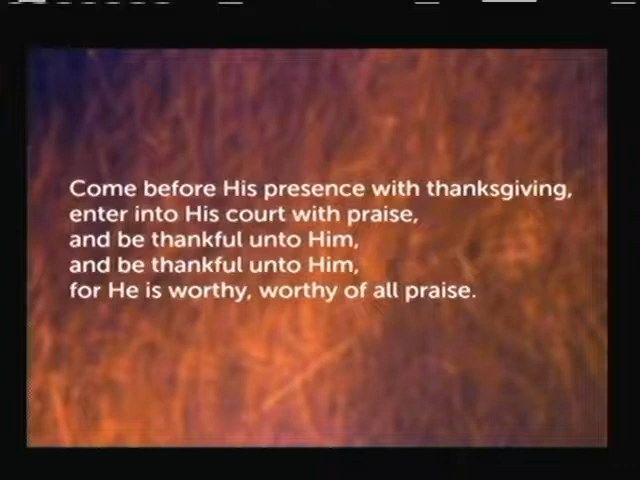 Come before His presence with thanksgiving,
enter into His court with praise,
and be thankful unto Him,
and be thankful unto Him,
for He is worthy, worthy of all praise.